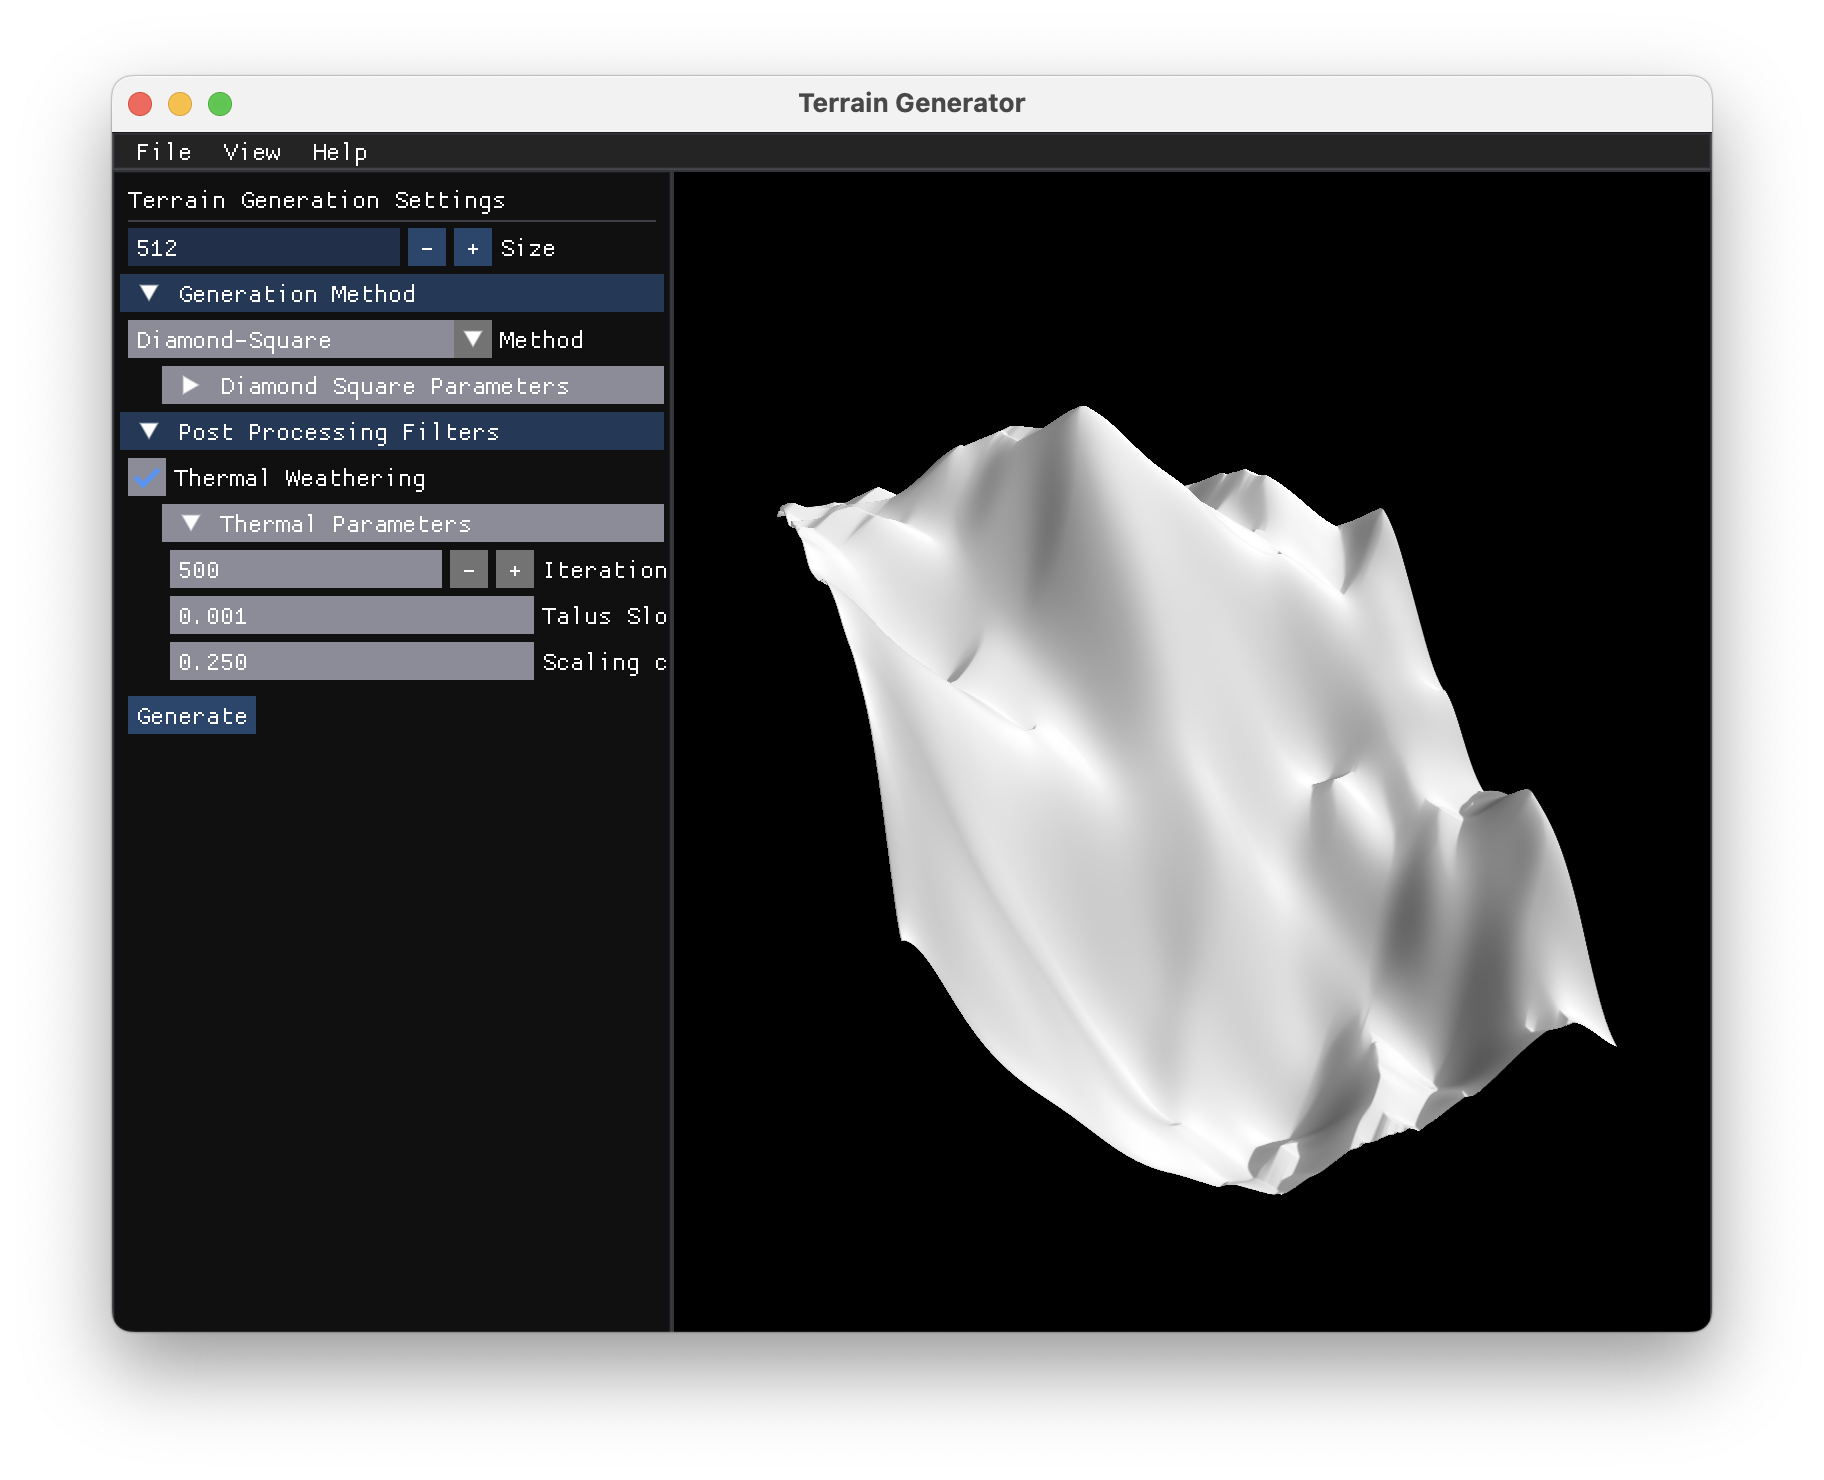 Terrain Generator
File View Help
Terrain Generation Settings
512 - + Size
Generation Method
Diamond-Square Method
Diamond Square Parameters
Post Processing Filters
Thermal Weathering
Thermal Parameters
500 - + Iteration
0.001 Talus Slo
0.250 Scaling c
Generate